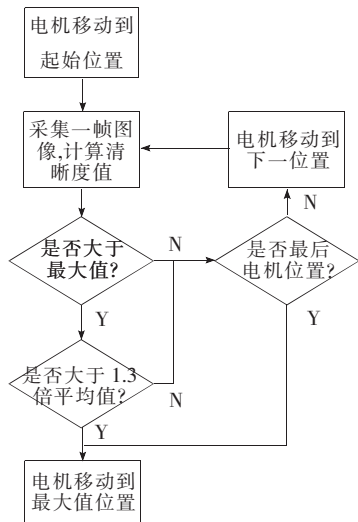 电机移动到
起始位置
采集一帧图
像,计算清
晰度值
电机移动到
下一位置
N
是否大于
最大值?
N
是否最后
电机位置?
Y
Y
是否大于 1.3
倍平均值?
N
Y
电机移动到
最大值位置